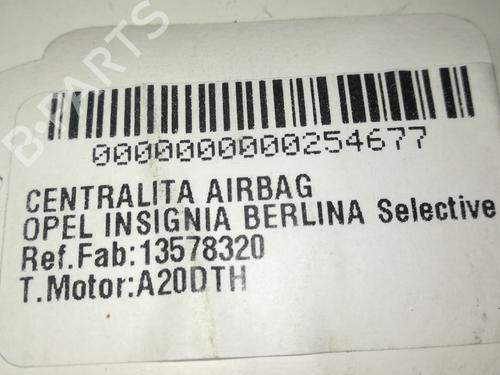 B-PARTS
0000000000254677
CENTRALITA AIRBAG
OPEL INSIGNIA BERLINA Selective
Ref.Fab:13578320
T.Motor:A20DTH